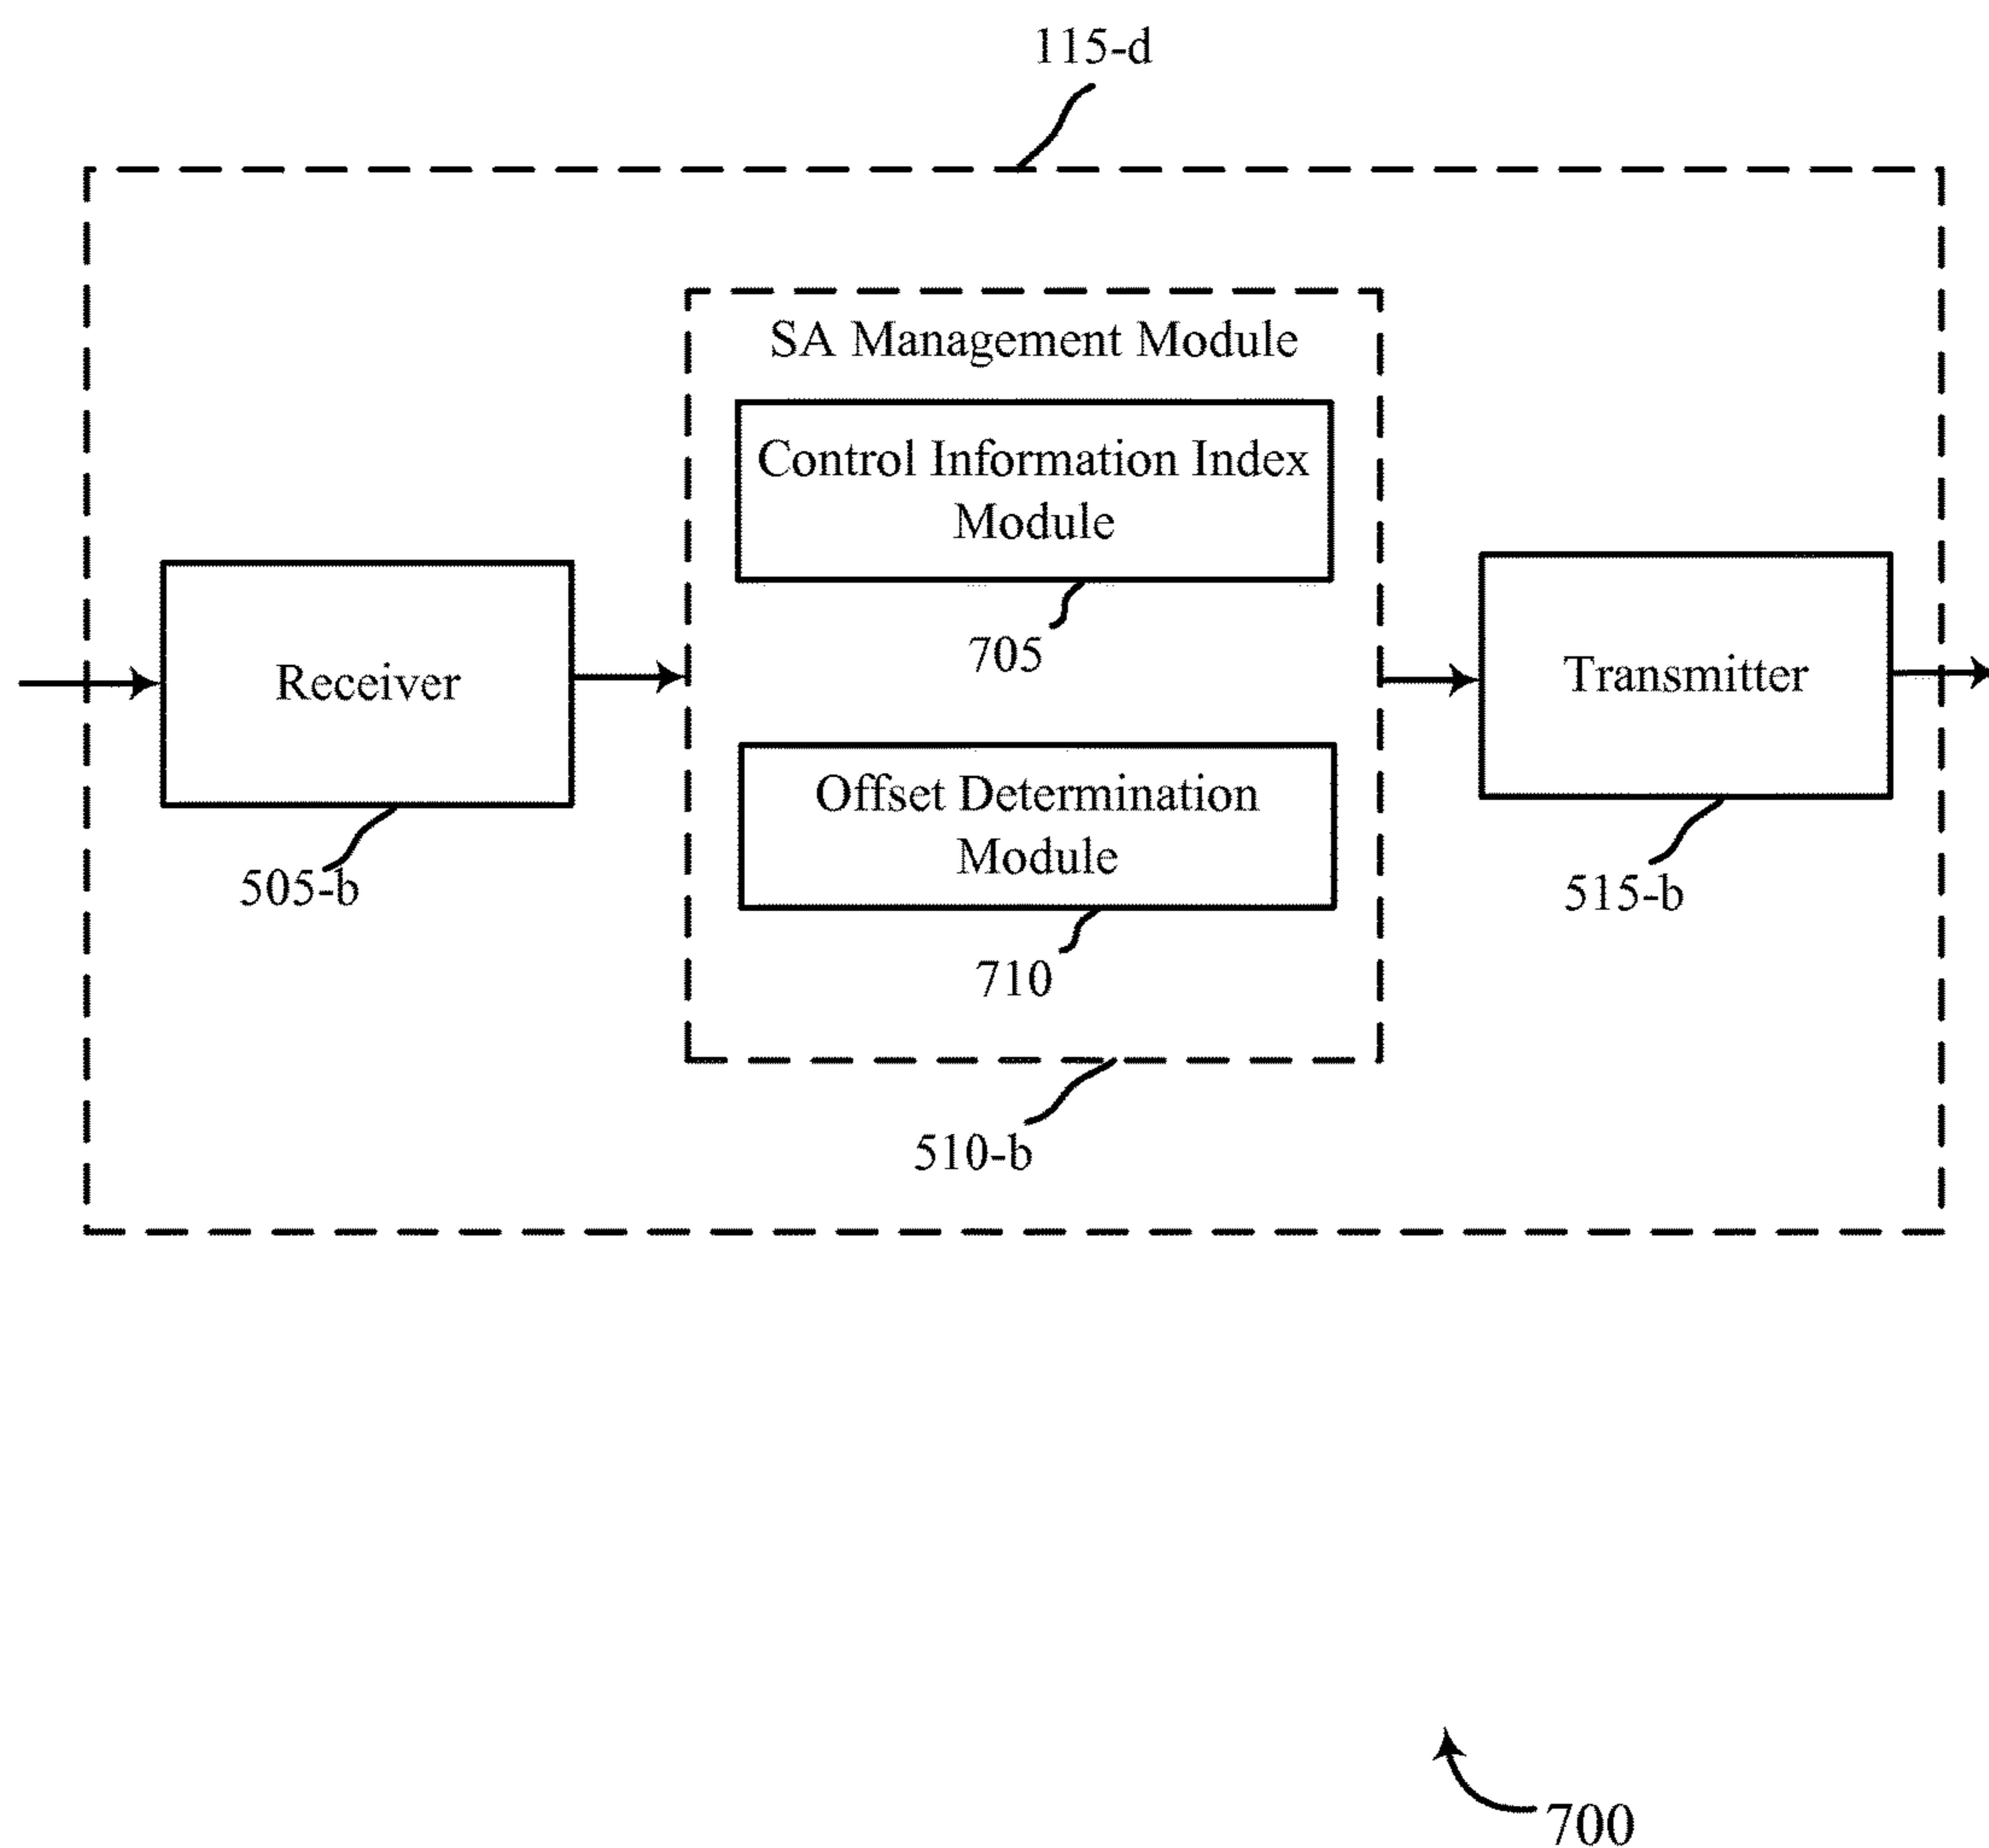 115-d
SA Management Module
Control Information Index
Module
705
Receiver
505-b
Offset Determination
Module
710
510-b
Transmitter
515-b
700